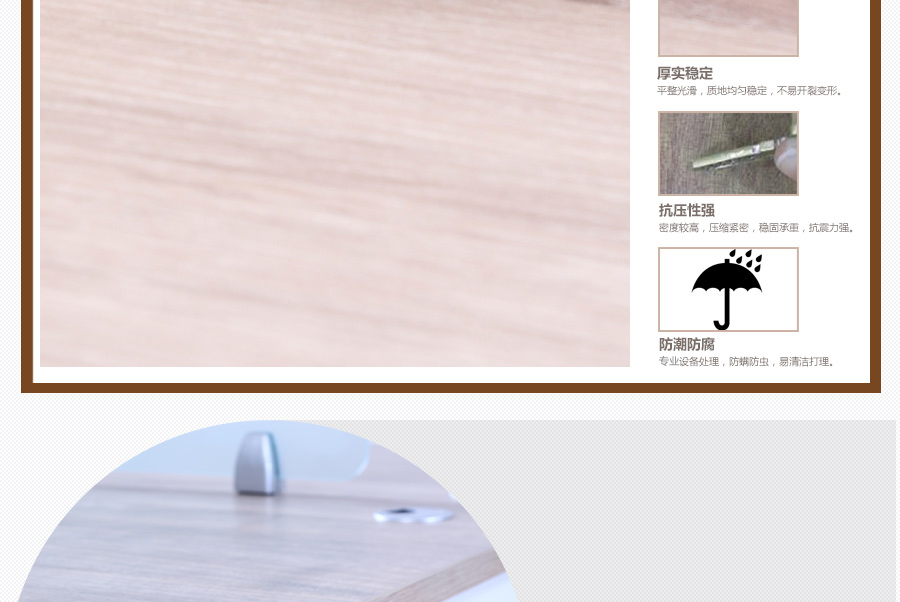 厚实稳定
平整光滑，质地均匀稳定，不易开裂变形。
抗压性强
密度较高，压缩紧密，稳固承重，抗震力强。
防潮防腐
专业设备处理，防螨防虫，易清洁打理。